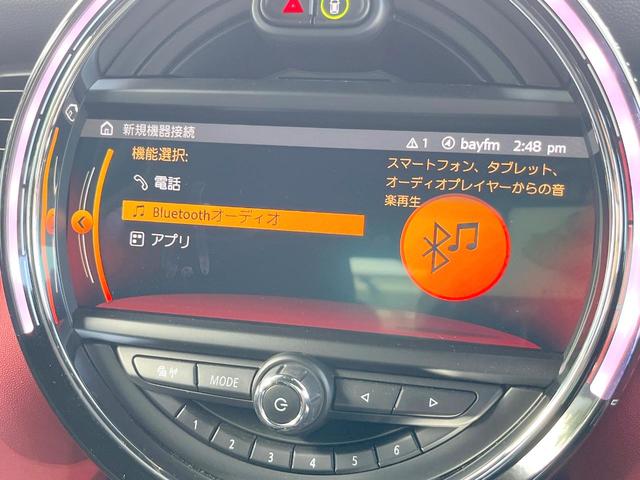 新規機器接続
1 bayfm 2:48 pm
機能選択:
電話
Bluetoothオーディオ
アプリ
スマートフォン、タブレット、
オーディオプレイヤーからの音
楽再生
MODE
1 2 3 4 5 6